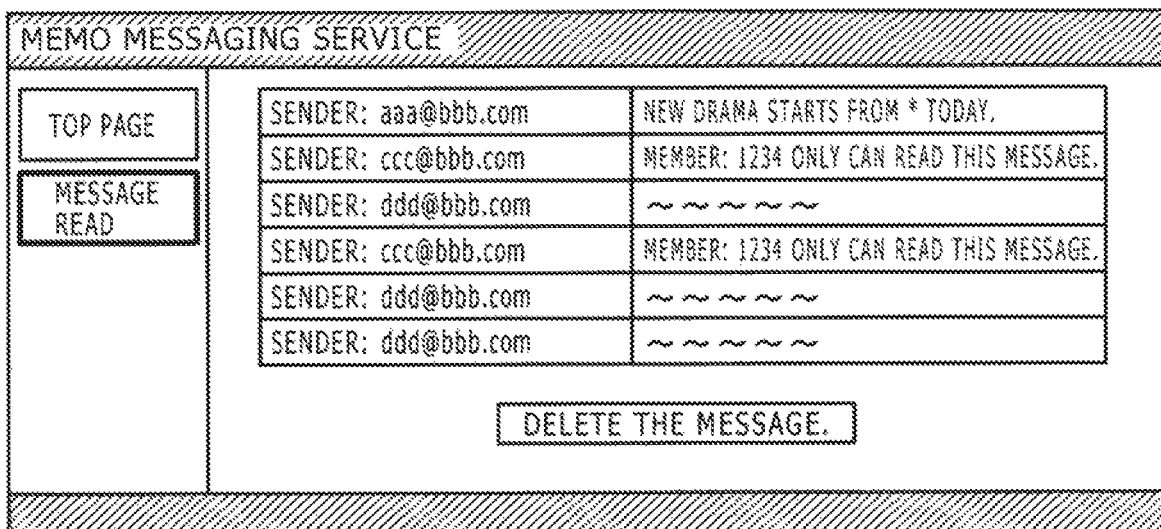 MEMO MESSAGING SERVICE
TOP PAGE
MESSAGE
READ
SENDER: aaa@bbb.com NEW DRAMA STARTS FROM * TODAY.
SENDER: ccc@bbb.com MEMBER: 1234 ONLY CAN READ THIS MESSAGE.
SENDER: ddd@bbb.com ~~~~~
SENDER: ccc@bbb.com MEMBER: 1234 ONLY CAN READ THIS MESSAGE.
SENDER: ddd@bbb.com ~~~~~
SENDER: ddd@bbb.com ~~~~~
DELETE THE MESSAGE.